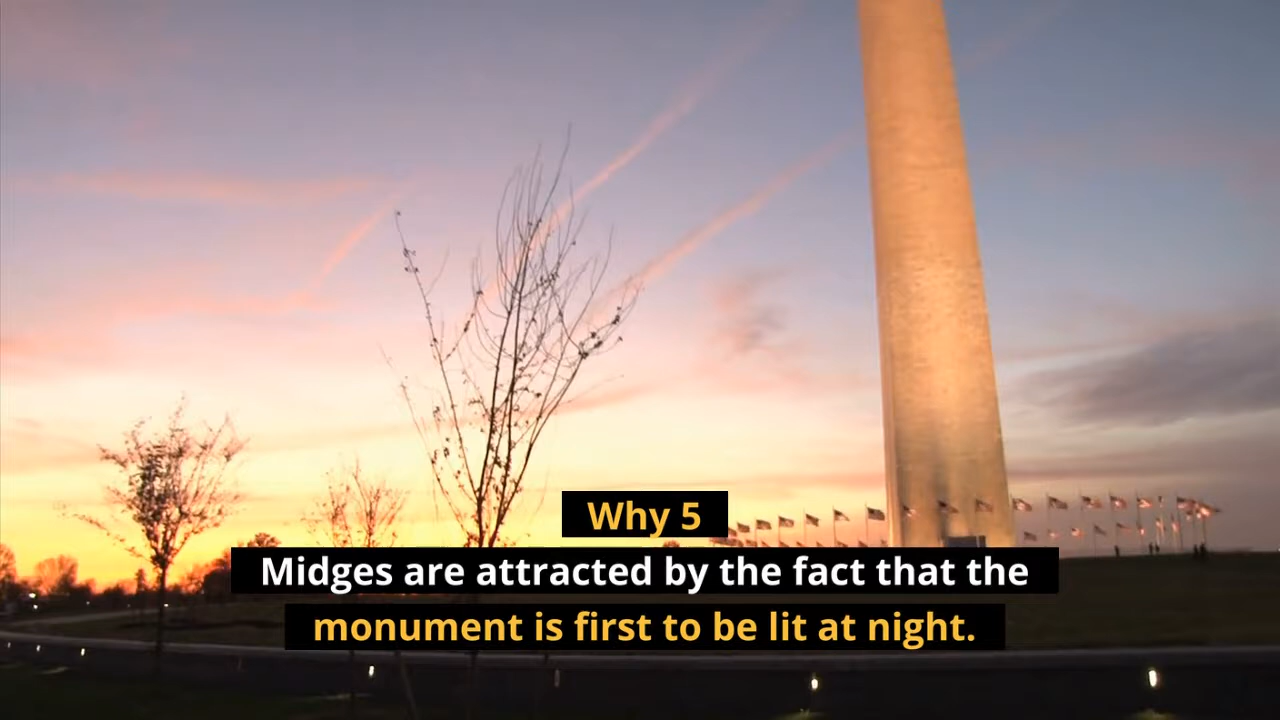 Why 5
Midges are attracted by the fact that the
monument is first to be lit at night.